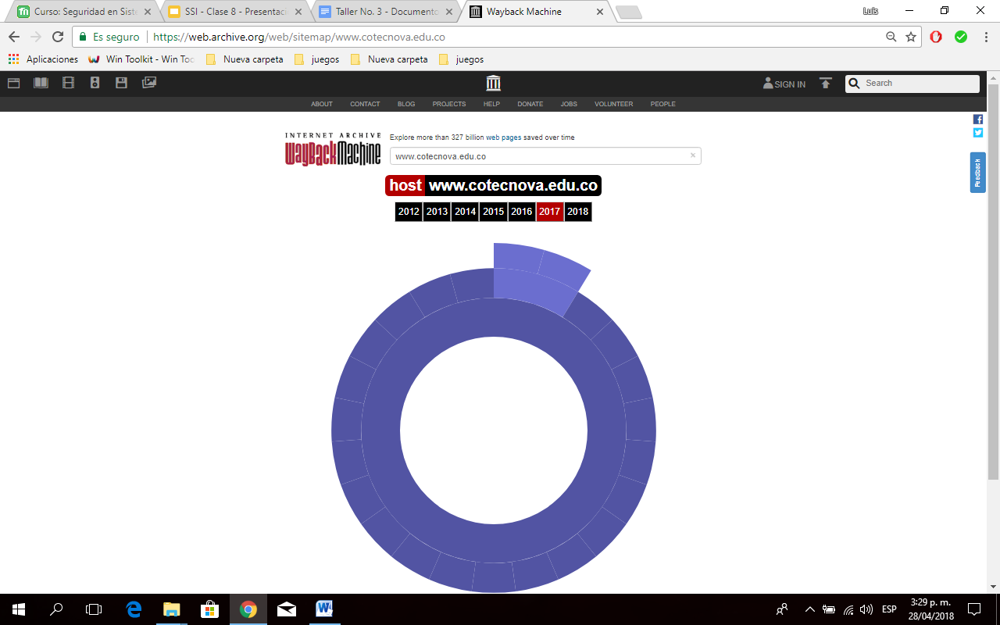 Curso: Seguridad en Siste
SSI - Clase 8 - Presentaci
Taller No. 3 - Documento
Wayback Machine
Luis
Es seguro
https://web.archive.org/web/sitemap/www.cotecnova.edu.co
Aplicaciones
Win Toolkit - Win Too
Nueva carpeta
juegos
Nueva carpeta
juegos
SIGN IN
Search
ABOUT
CONTACT
BLOG
PROJECTS
HELP
DONATE
JOBS
VOLUNTEER
PEOPLE
INTERNET ARCHIVE
WayBackMachine
Explore more than 327 billion web pages saved over time
www.cotecnova.edu.co
Feedback
host www.cotecnova.edu.co
2012 2013 2014 2015 2016 2017 2018
ESP
3:29 p. m.
28/04/2018